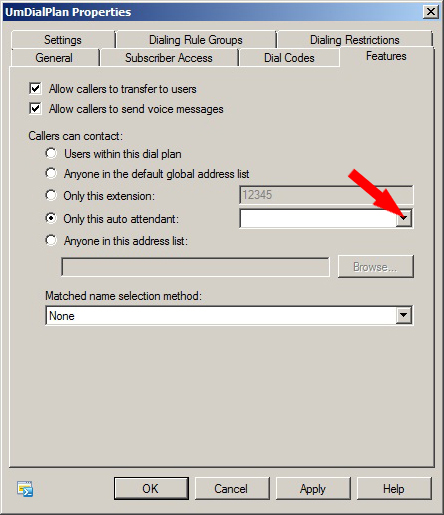 UmDialPlan Properties
Settings Dialing Rule Groups Dialing Restrictions
General Subscriber Access Dial Codes Features
Allow callers to transfer to users
Allow callers to send voice messages
Callers can contact:
Users within this dial plan
Anyone in the default global address list
Only this extension: 12345
Only this auto attendant:
Anyone in this address list:
Browse...
Matched name selection method:
None
OK Cancel Apply Help